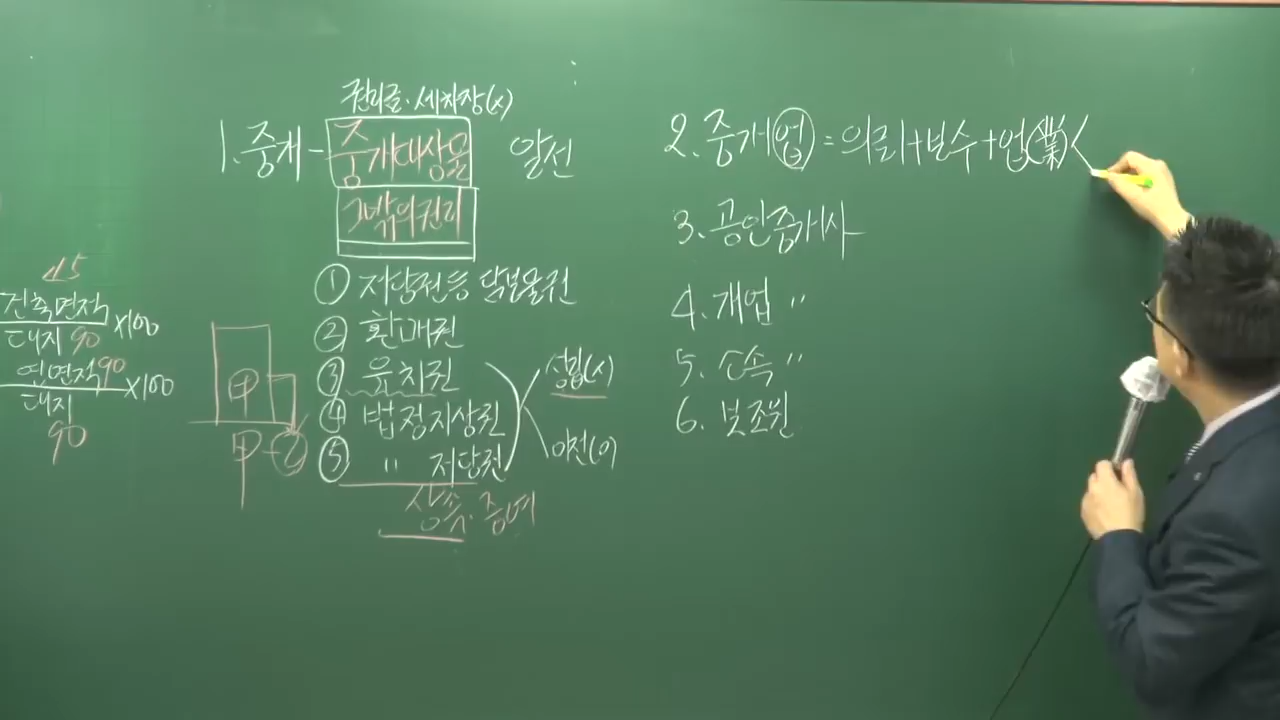 45
건축면적 ×100
대지 90
연면적 90 ×100
대지
90
권리금·세차장(×)
1. 중개 - 중개대상물 알선
그밖의권리
① 저당권등 담보물권
② 환매권
③ 유치권
④ 법정지상권
⑤ 〃 저당권
상속. 증여
성립(×)
이전(○)
甲
甲
2. 중개업 = 의뢰+보수+업(業)<
3. 공인중개사
4. 개업 〃
5. 소속 〃
6. 보조원